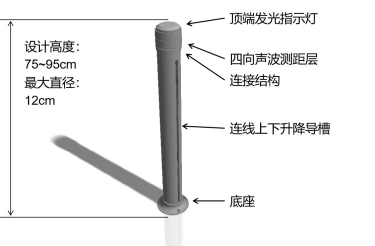 顶端发光指示灯
设计高度：
75~95cm
最大直径：
12cm
四向声波测距层
连接结构
连线上下升降导槽
底座